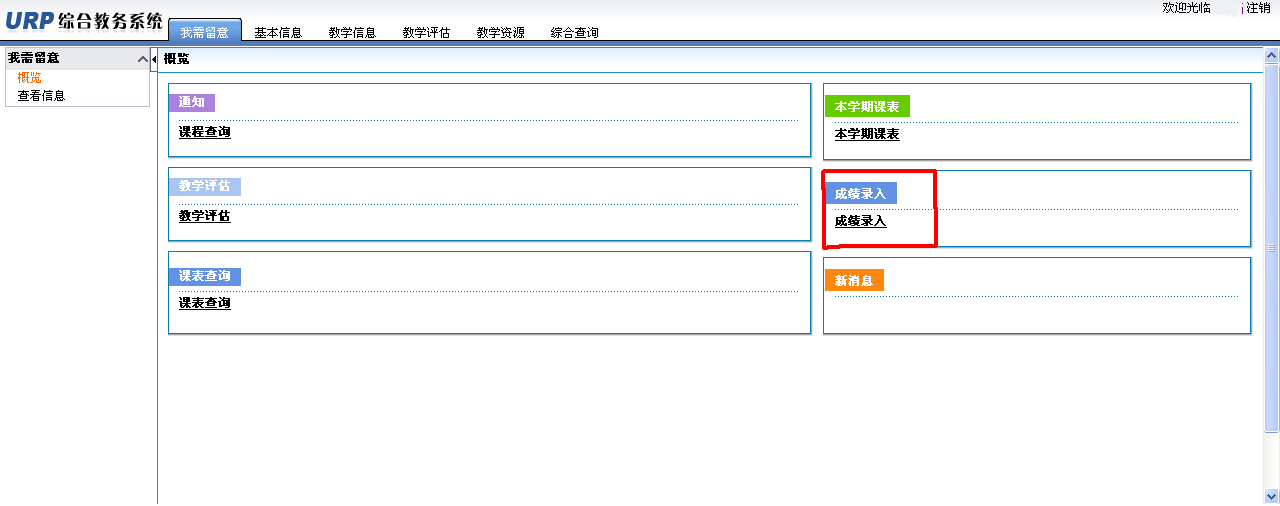 URP 综合教务系统
欢迎光临 i 注销
我需留意 基本信息 教学信息 教学评估 教学资源 综合查询
我需留意
概览
查看信息
概览
通知
课程查询
教学评估
教学评估
课表查询
课表查询
本学期课表
本学期课表
成绩录入
成绩录入
新消息